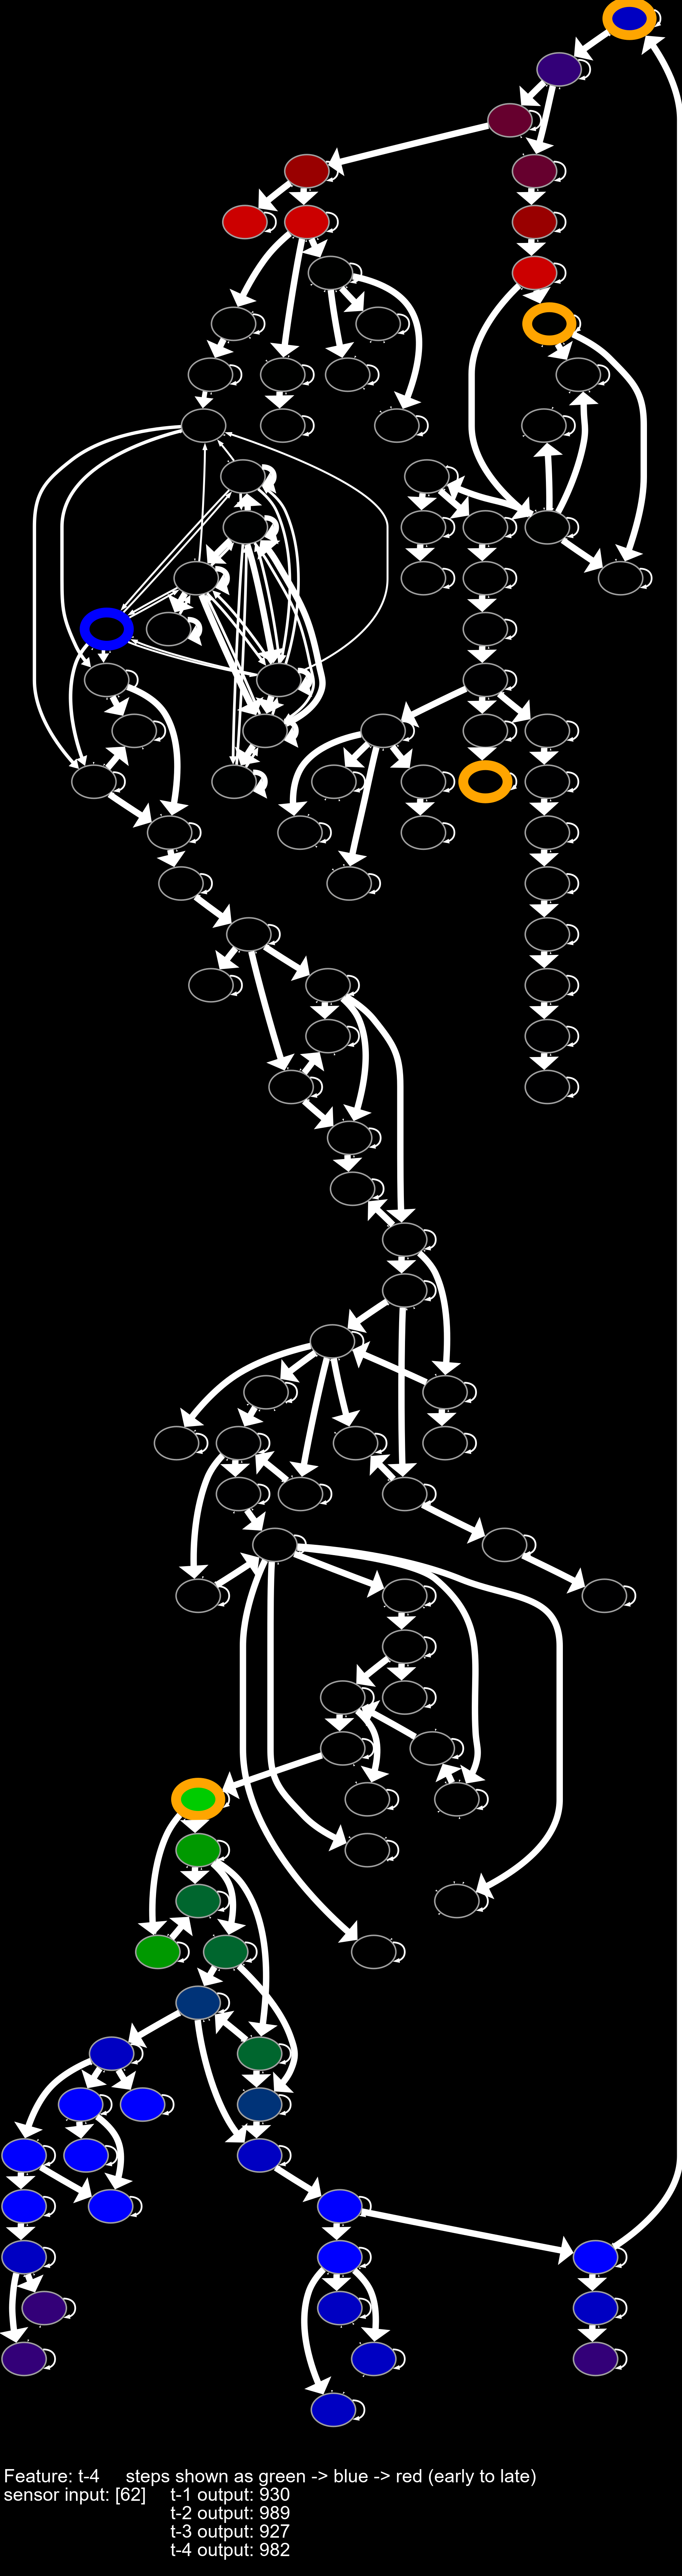 Feature: t-4 steps shown as green -> blue -> red (early to late)
sensor input: [62] t-1 output: 930
t-2 output: 989
t-3 output: 927
t-4 output: 982